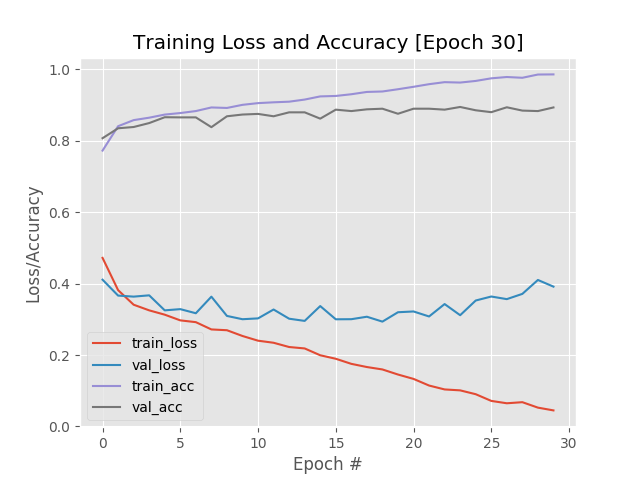 Training Loss and Accuracy [Epoch 30]
1.0
0.8
0.6
0.4
0.2
0.0
Loss/Accuracy
train_loss
val_loss
train_acc
val_acc
0 5 10 15 20 25 30
Epoch #